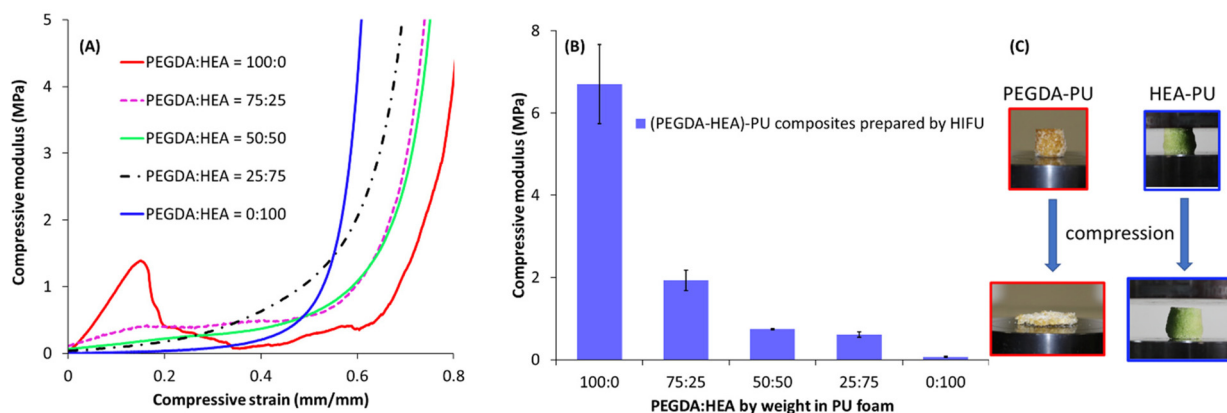 (A)
Compressive modulus (MPa)
5
4
3
2
1
0
PEGDA:HEA = 100:0
PEGDA:HEA = 75:25
PEGDA:HEA = 50:50
PEGDA:HEA = 25:75
PEGDA:HEA = 0:100
0
0.2
0.4
0.6
0.8
Compressive strain (mm/mm)
(B)
Compressive modulus (MPa)
8
6
4
2
0
(PEGDA-HEA)-PU composites prepared by HIFU
100:0
75:25
50:50
25:75
0:100
PEGDA:HEA by weight in PU foam
(C)
PEGDA-PU
HEA-PU
compression